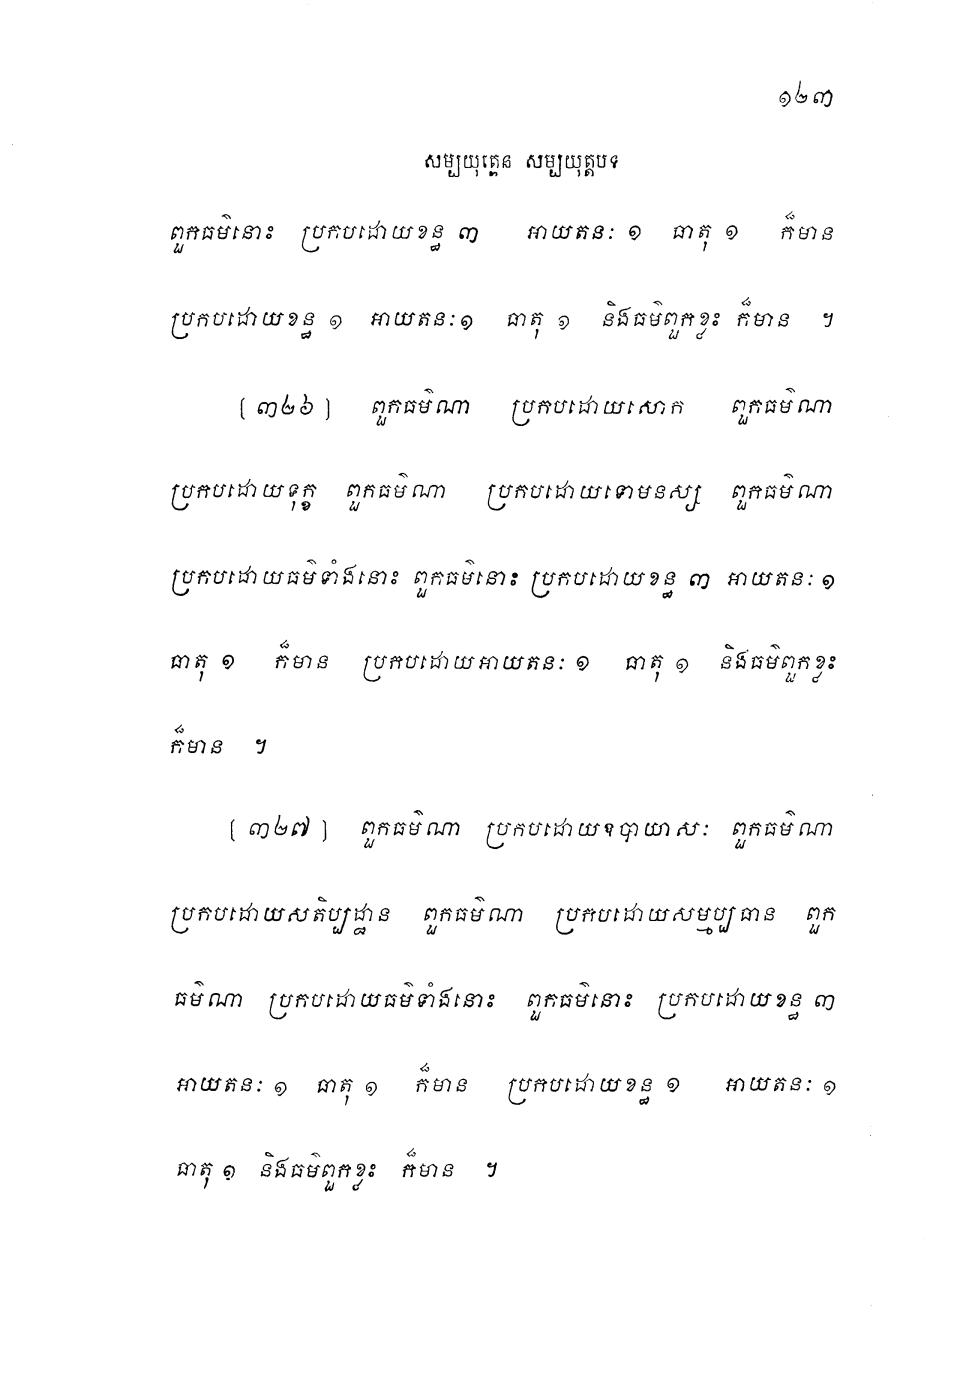 ១២៣
សម្បយុត្តេន សម្បយុត្តបទ
ពួកធម៌នោះ ប្រកបដោយខន្ធ ៣ អាយតនៈ ១ ធាតុ ១ ក៏មាន
ប្រកបដោយខន្ធ ១ អាយតនៈ ១ ធាតុ ១ និងធម៌ពួកខ្លះ ក៏មាន ។
[ ៣២៦ ] ពួកធម៌ណា ប្រកបដោយសោក ពួកធម៌ណា
ប្រកបដោយទុក្ខ ពួកធម៌ណា ប្រកបដោយទោមនស្ស ពួកធម៌ណា
ប្រកបដោយធម៌ទាំងនោះ ពួកធម៌នោះ ប្រកបដោយខន្ធ ៣ អាយតនៈ ១
ធាតុ ១ ក៏មាន ប្រកបដោយអាយតនៈ ១ ធាតុ ១ និងធម៌ពួកខ្លះ
ក៏មាន ។
[ ៣២៧ ] ពួកធម៌ណា ប្រកបដោយឧបាយាសៈ ពួកធម៌ណា
ប្រកបដោយសតិប្បដ្ឋាន ពួកធម៌ណា ប្រកបដោយសម្មប្បធាន ពួក
ធម៌ណា ប្រកបដោយធម៌ទាំងនោះ ពួកធម៌នោះ ប្រកបដោយខន្ធ ៣
អាយតនៈ ១ ធាតុ ១ ក៏មាន ប្រកបដោយខន្ធ ១ អាយតនៈ ១
ធាតុ ១ និងធម៌ពួកខ្លះ ក៏មាន ។